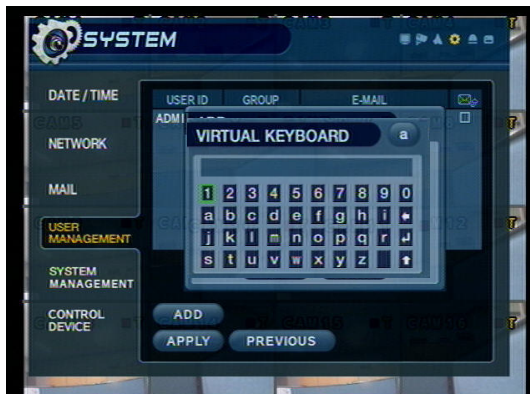 SYSTEM
DATE / TIME
NETWORK
MAIL
USER
MANAGEMENT
SYSTEM
MANAGEMENT
CONTROL
DEVICE
USER ID GROUP E-MAIL
ADMI
VIRTUAL KEYBOARD a
1 2 3 4 5 6 7 8 9 0
a b c d e f g h i
j k l m n o p q r
s t u v w x y z
ADD
APPLY PREVIOUS